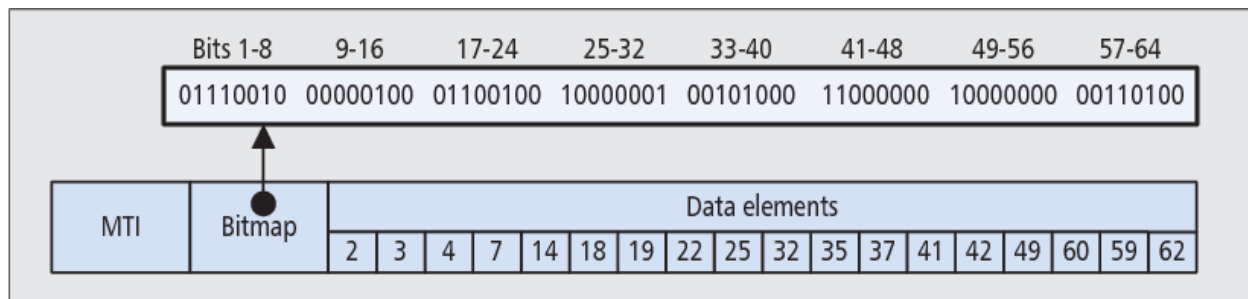 Bits 1-8 9-16 17-24 25-32 33-40 41-48 49-56 57-64
01110010 00000100 01100100 10000001 00101000 11000000 10000000 00110100
MTI Bitmap Data elements
2 3 4 7 14 18 19 22 25 32 35 37 41 42 49 60 59 62